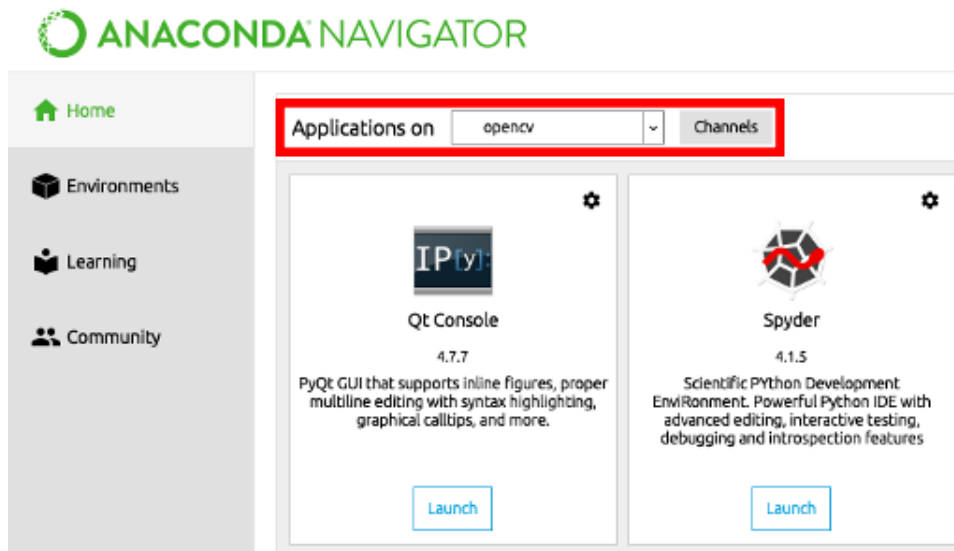 ANACONDA NAVIGATOR
Home
Applications on opencv Channels
Environments
Learning
Community
IP[y]:
Qt Console
4.7.7
PyQt GUI that supports inline figures, proper
multiline editing with syntax highlighting,
graphical calltips, and more.
Launch
Spyder
4.1.5
Scientific PYthon Development
EnviRonment. Powerful Python IDE with
advanced editing, interactive testing,
debugging and introspection features
Launch